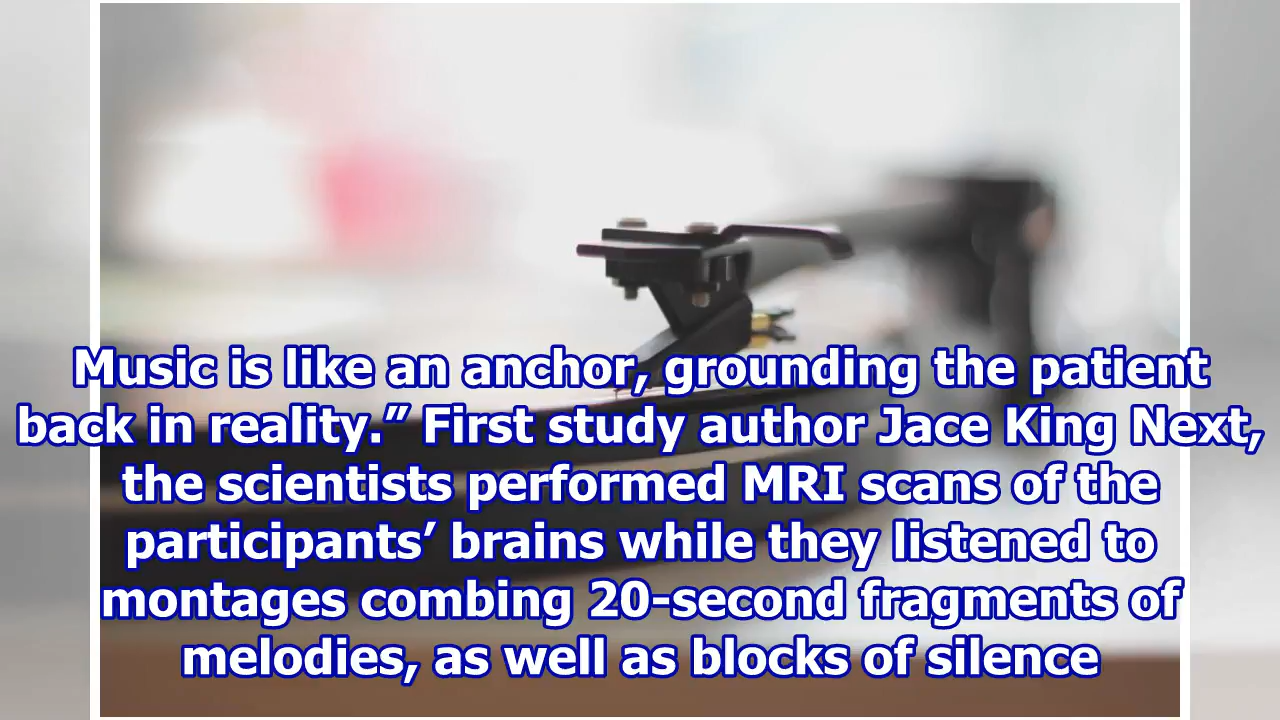 Music is like an anchor, grounding the patient
back in reality.” First study author Jace King Next,
the scientists performed MRI scans of the
participants’ brains while they listened to
montages combing 20-second fragments of
melodies, as well as blocks of silence